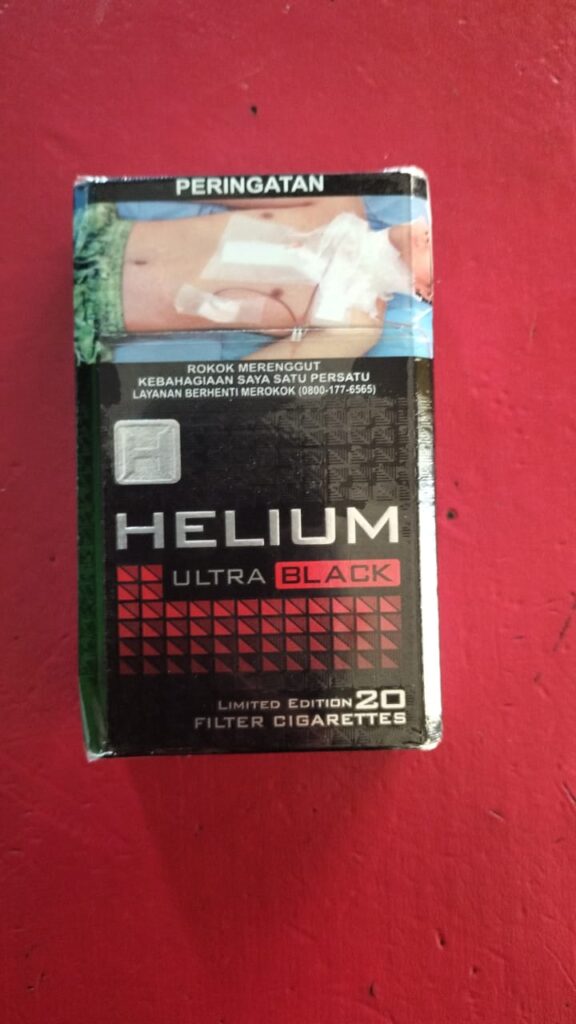 PERINGATAN
ROKOK MERENGGUT
KEBAHAGIAAN SAYA SATU PERSATU
LAYANAN BERHENTI MEROKOK (0800-177-6565)
H
HELIUM
ULTRA BLACK
LIMITED EDITION 20
FILTER CIGARETTES